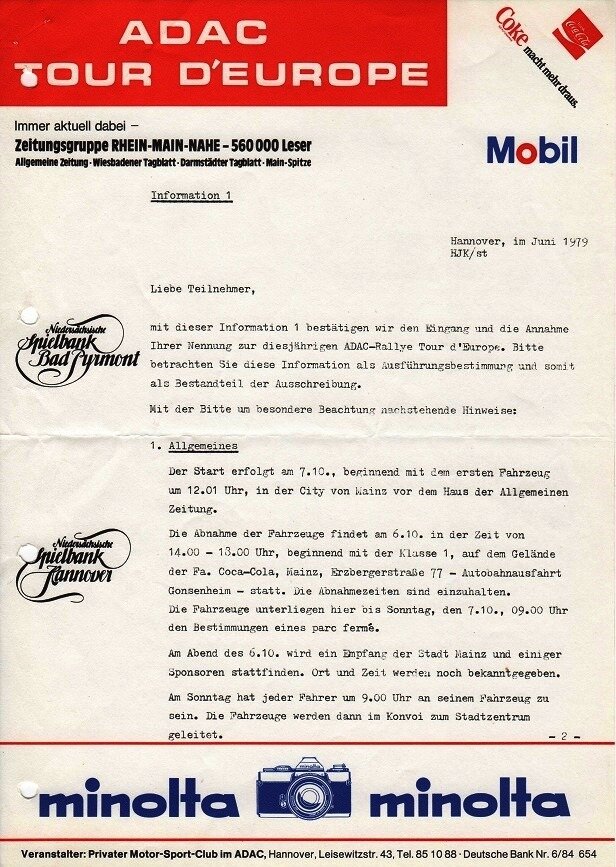 ADAC
TOUR D'EUROPE
Coke macht mehr draus.
Coca-Cola
Immer aktuell dabei –
Zeitungsgruppe RHEIN-MAIN-NAHE – 560 000 Leser
Allgemeine Zeitung · Wiesbadener Tagblatt · Darmstädter Tagblatt · Main-Spitze
Mobil
Information 1
Hannover, im Juni 1979
HJK/st
Liebe Teilnehmer,
mit dieser Information 1 bestätigen wir den Eingang und die Annahme
Ihrer Nennung zur diesjährigen ADAC-Rallye Tour d'Europe. Bitte
betrachten Sie diese Information als Ausführungsbestimmung und somit
als Bestandteil der Ausschreibung.
Niedersächsische
Spielbank
Bad Pyrmont
Mit der Bitte um besondere Beachtung nachstehende Hinweise:
1. Allgemeines
Der Start erfolgt am 7.10., beginnend mit dem ersten Fahrzeug
um 12.01 Uhr, in der City von Mainz vor dem Haus der Allgemeinen
Zeitung.
Die Abnahme der Fahrzeuge findet am 6.10. in der Zeit von
14.00 - 18.00 Uhr, beginnend mit der Klasse 1, auf dem Gelände
der Fa. Coca-Cola, Mainz, Erzbergerstraße 77 - Autobahnausfahrt
Gonsenheim - statt. Die Abnahmezeiten sind einzuhalten.
Die Fahrzeuge unterliegen hier bis Sonntag, den 7.10., 09.00 Uhr
den Bestimmungen eines parc fermé.
Niedersächsische
Spielbank
Hannover
Am Abend des 6.10. wird ein Empfang der Stadt Mainz und einiger
Sponsoren stattfinden. Ort und Zeit werden noch bekanntgegeben.
Am Sonntag hat jeder Fahrer um 9.00 Uhr an seinem Fahrzeug zu
sein. Die Fahrzeuge werden dann im Konvoi zum Stadtzentrum
geleitet.
- 2 -
minolta minolta
Veranstalter: Privater Motor-Sport-Club im ADAC, Hannover, Leisewitzstr. 43, Tel. 85 10 88 · Deutsche Bank Nr. 6/84 654